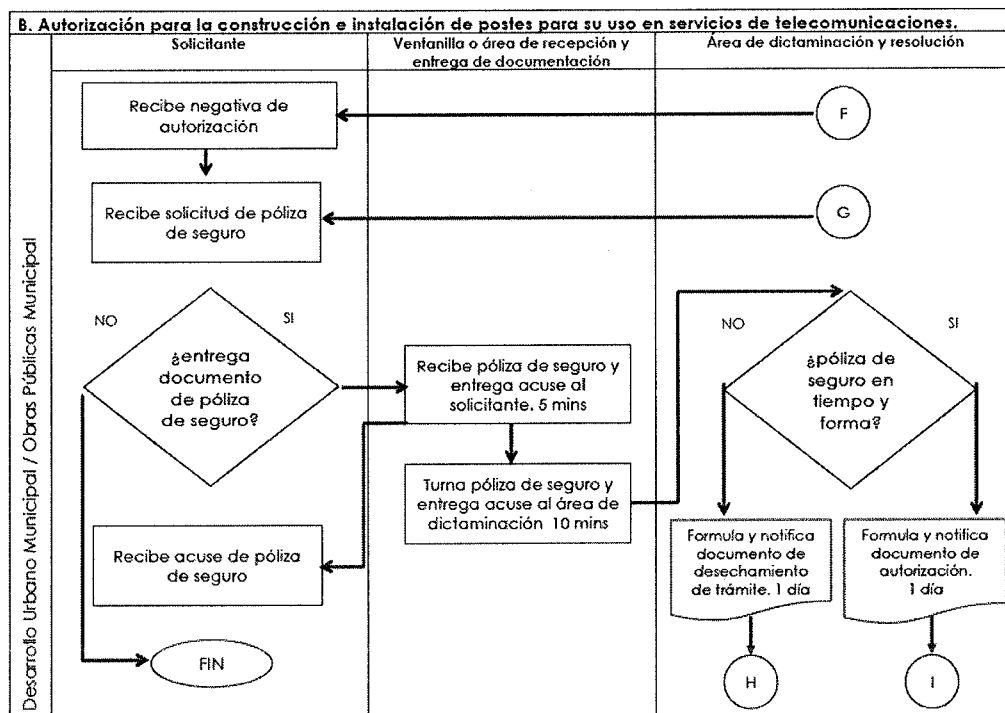 B. Autorización para la construcción e instalación de postes para su uso en servicios de telecomunicaciones.
Solicitante
Ventanilla o área de recepción y
entrega de documentación
Área de dictaminación y resolución
Desarrollo Urbano Municipal / Obras Públicas Municipal
Recibe negativa de
autorización
F
Recibe solicitud de póliza
de seguro
G
NO
SI
¿entrega
documento
de póliza
de seguro?
Recibe póliza de seguro y
entrega acuse al
solicitante. 5 mins
NO
SI
¿póliza de
seguro en
tiempo y
forma?
Turna póliza de seguro y
entrega acuse al área de
dictaminación 10 mins
Recibe acuse de póliza
de seguro
Formula y notifica
documento de
desechamiento
de trámite. 1 día
Formula y notifica
documento de
autorización.
1 día
FIN
H
I